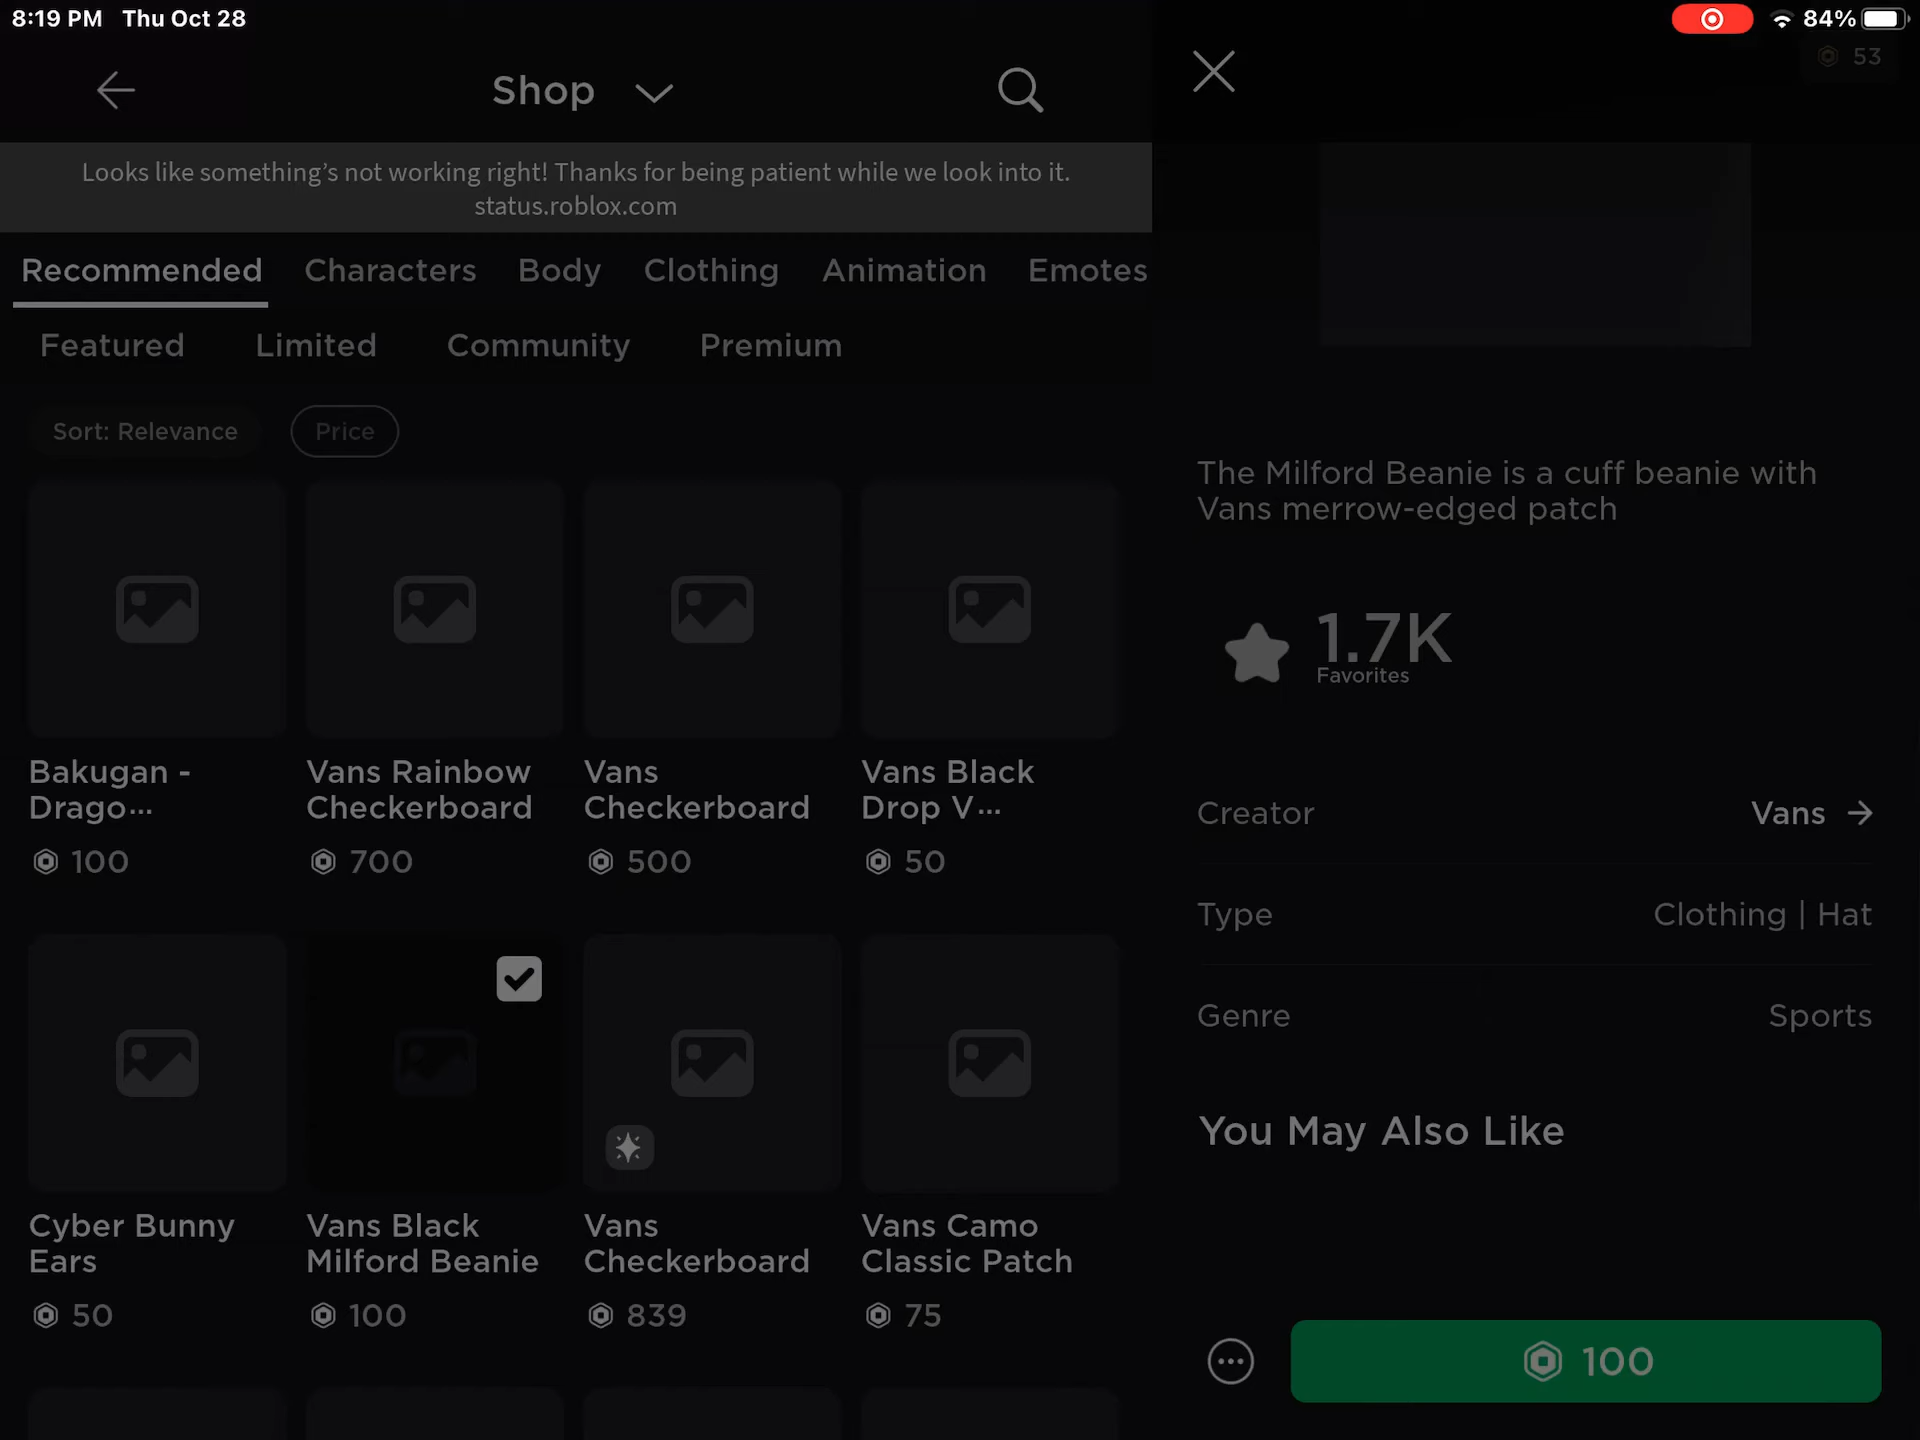 8:19 PM Thu Oct 28
84%
53
Shop
Looks like something's not working right! Thanks for being patient while we look into it.
status.roblox.com
Recommended Characters Body Clothing Animation Emotes
Featured Limited Community Premium
Sort: Relevance Price
Bakugan -
Drago...
100
Vans Rainbow
Checkerboard
700
Vans
Checkerboard
500
Vans Black
Drop V...
50
Cyber Bunny
Ears
50
Vans Black
Milford Beanie
100
Vans
Checkerboard
839
Vans Camo
Classic Patch
75
The Milford Beanie is a cuff beanie with
Vans merrow-edged patch
1.7K
Favorites
Creator Vans
Type Clothing | Hat
Genre Sports
You May Also Like
100